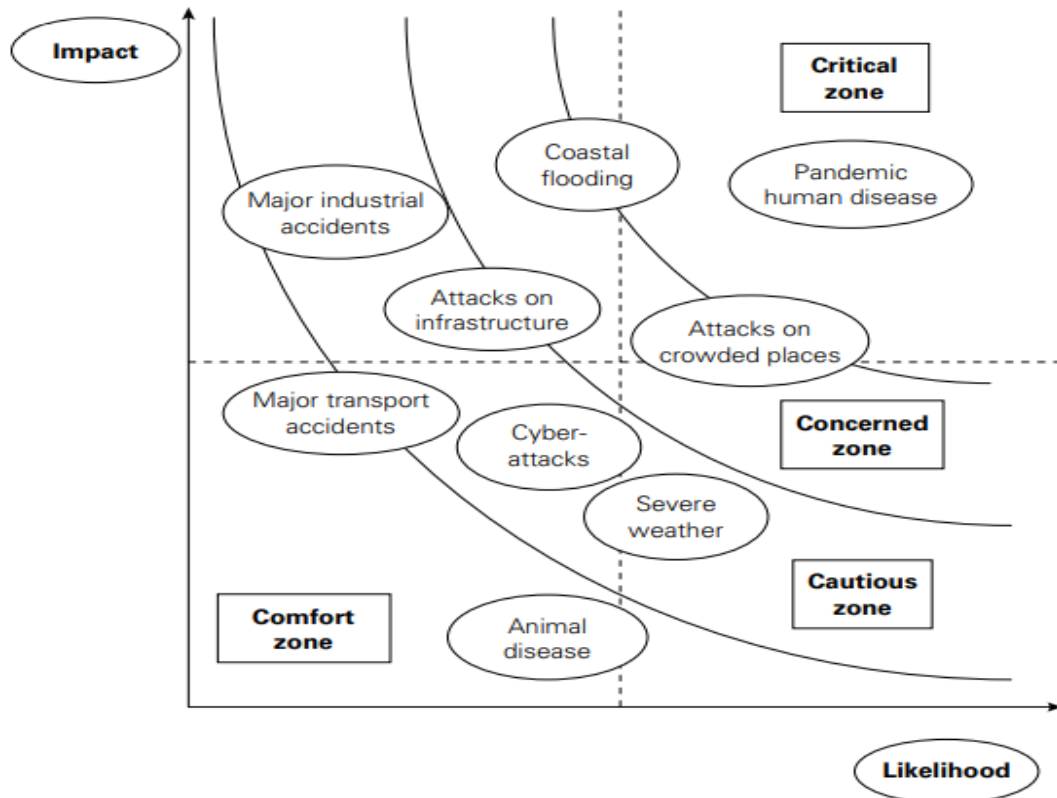 Impact
Critical
zone
Coastal
flooding
Pandemic
human disease
Major industrial
accidents
Attacks on
infrastructure
Attacks on
crowded places
Major transport
accidents
Concerned
zone
Cyber-
attacks
Severe
weather
Cautious
zone
Comfort
zone
Animal
disease
Likelihood